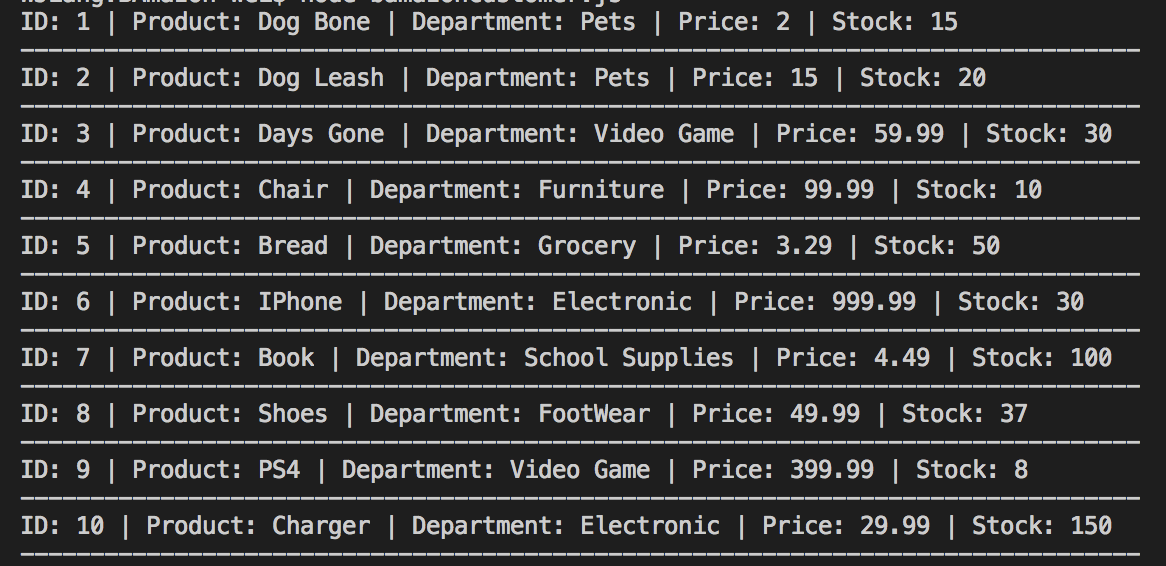 ID: 1 | Product: Dog Bone | Department: Pets | Price: 2 | Stock: 15
ID: 2 | Product: Dog Leash | Department: Pets | Price: 15 | Stock: 20
ID: 3 | Product: Days Gone | Department: Video Game | Price: 59.99 | Stock: 30
ID: 4 | Product: Chair | Department: Furniture | Price: 99.99 | Stock: 10
ID: 5 | Product: Bread | Department: Grocery | Price: 3.29 | Stock: 50
ID: 6 | Product: IPhone | Department: Electronic | Price: 999.99 | Stock: 30
ID: 7 | Product: Book | Department: School Supplies | Price: 4.49 | Stock: 100
ID: 8 | Product: Shoes | Department: FootWear | Price: 49.99 | Stock: 37
ID: 9 | Product: PS4 | Department: Video Game | Price: 399.99 | Stock: 8
ID: 10 | Product: Charger | Department: Electronic | Price: 29.99 | Stock: 150